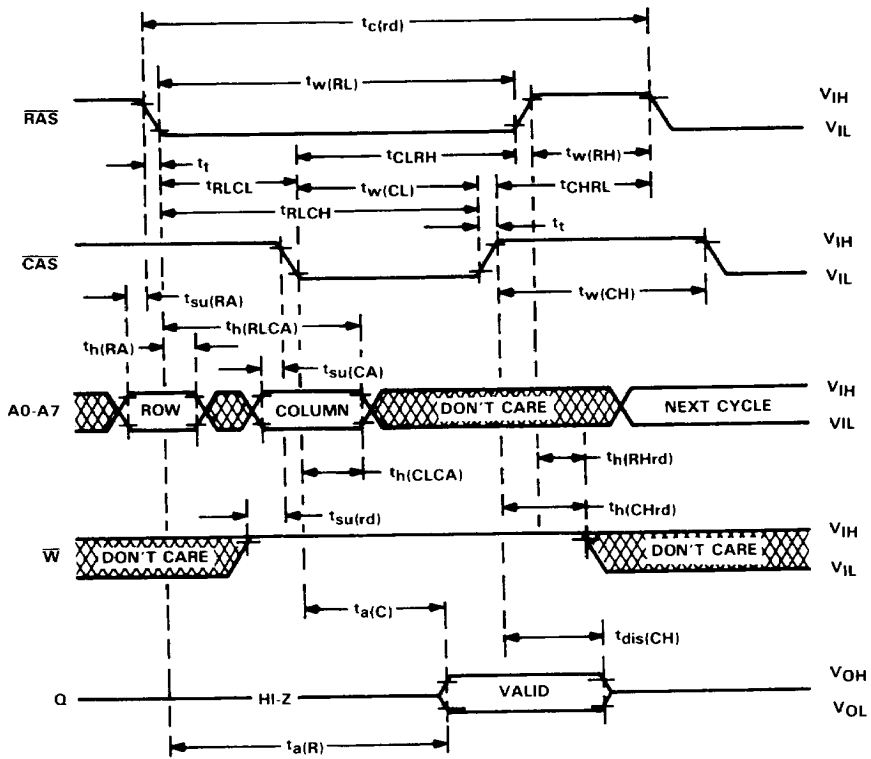 tc(rd)
tw(RL)
VIH
RAS
VIL
tCLRH
tw(RH)
tt
tRLCL
tw(CL)
tCHRL
tRLCH
tt
VIH
CAS
VIL
tw(CH)
tsu(RA)
th(RLCA)
th(RA)
tsu(CA)
VIH
A0-A7
ROW
COLUMN
DON'T CARE
NEXT CYCLE
VIL
th(RHrd)
th(CLCA)
th(CHrd)
tsu(rd)
VIH
W
DON'T CARE
DON'T CARE
VIL
ta(C)
tdis(CH)
VOH
Q
HI-Z
VALID
VOL
ta(R)